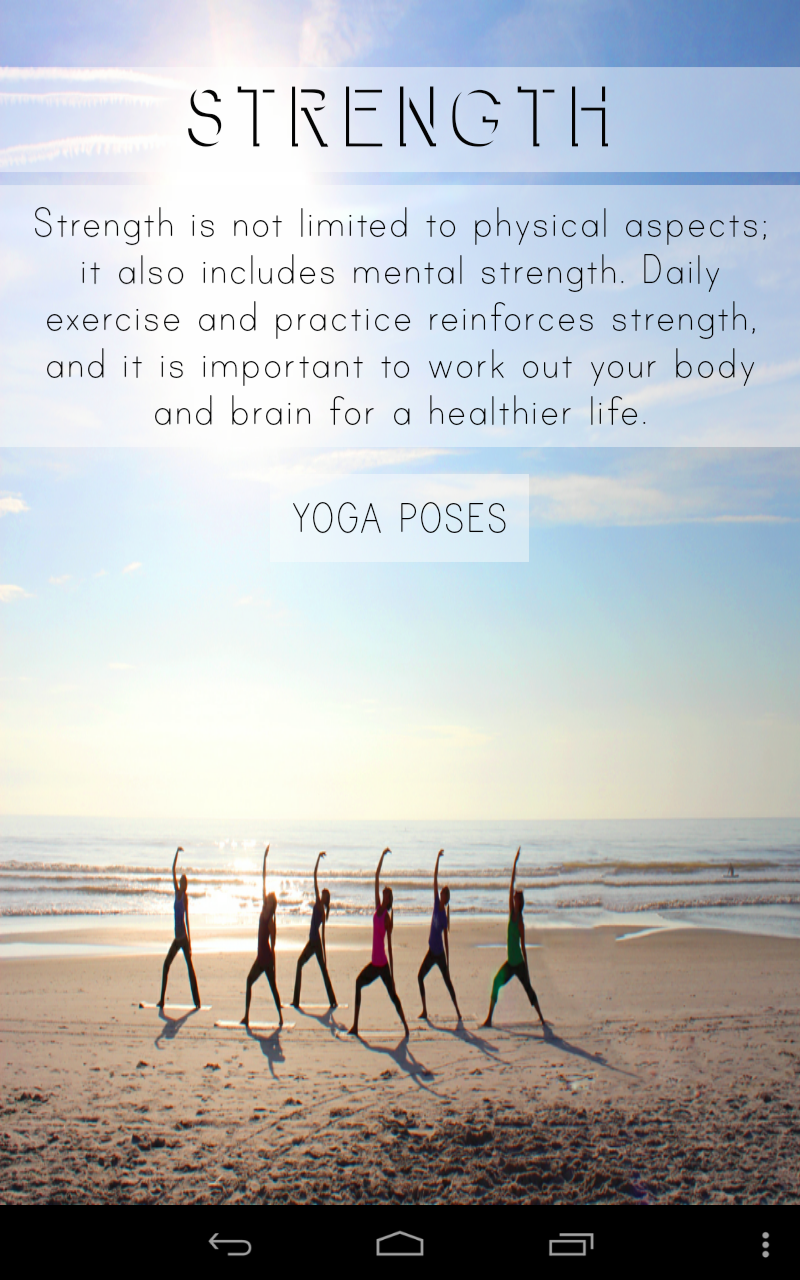 STRENGTH
Strength is not limited to physical aspects;
it also includes mental strength. Daily
exercise and practice reinforces strength,
and it is important to work out your body
and brain for a healthier life.
YOGA POSES